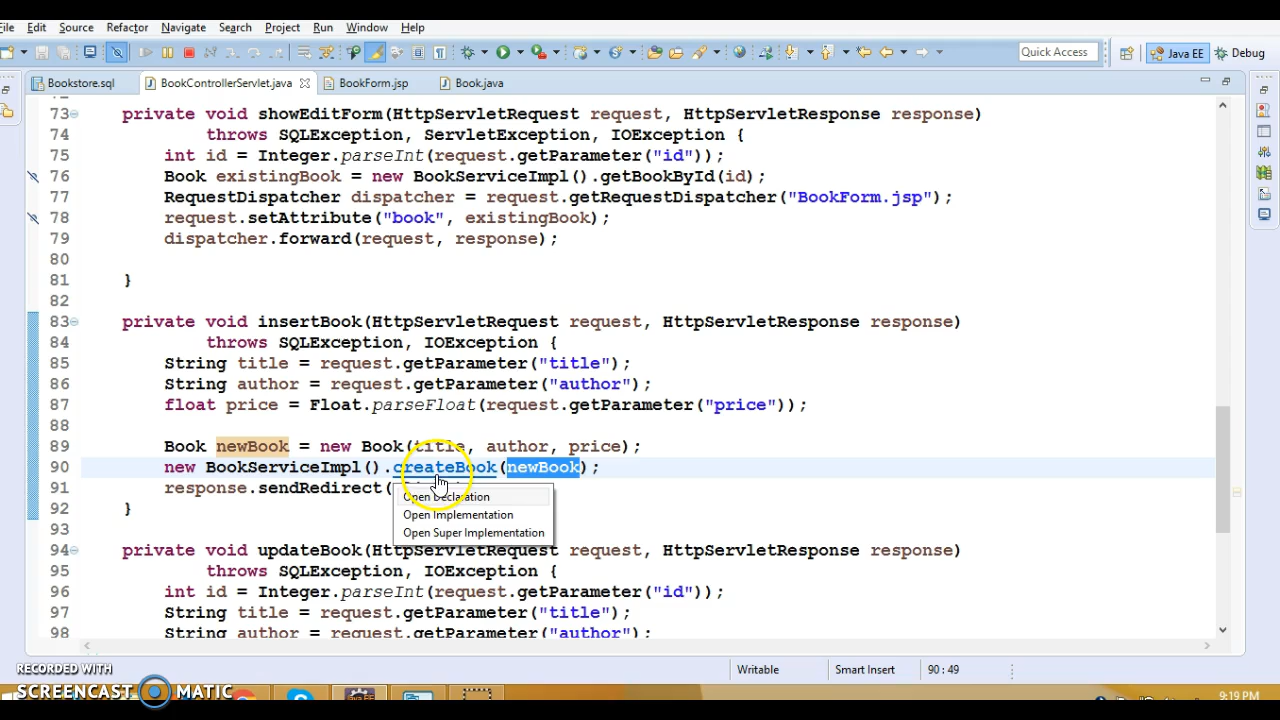 File Edit Source Refactor Navigate Search Project Run Window Help
Quick Access Java EE Debug
Bookstore.sql BookControllerServlet.java BookForm.jsp Book.java
73 private void showEditForm(HttpServletRequest request, HttpServletResponse response)
74 throws SQLException, ServletException, IOException {
75 int id = Integer.parseInt(request.getParameter("id"));
76 Book existingBook = new BookServiceImpl().getBookById(id);
77 RequestDispatcher dispatcher = request.getRequestDispatcher("BookForm.jsp");
78 request.setAttribute("book", existingBook);
79 dispatcher.forward(request, response);
80
81 }
82
83 private void insertBook(HttpServletRequest request, HttpServletResponse response)
84 throws SQLException, IOException {
85 String title = request.getParameter("title");
86 String author = request.getParameter("author");
87 float price = Float.parseFloat(request.getParameter("price"));
88
89 Book newBook = new Book(title, author, price);
90 new BookServiceImpl().createBook(newBook);
91 response.sendRedirect(
Open Declaration
92 }
Open Implementation
93
Open Super Implementation
94 private void updateBook(HttpServletRequest request, HttpServletResponse response)
95 throws SQLException, IOException {
96 int id = Integer.parseInt(request.getParameter("id"));
97 String title = request.getParameter("title");
98 String author = request.getParameter("author");
Writable Smart Insert 90 : 49
RECORDED WITH
SCREENCAST MATIC
9:19 PM